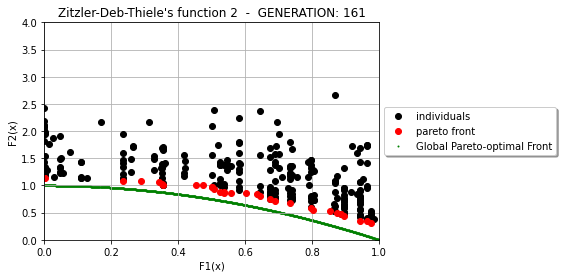 Zitzler-Deb-Thiele's function 2 - GENERATION: 161
4.0
3.5
3.0
2.5
2.0
1.5
1.0
0.5
0.0
F2(x)
0.0 0.2 0.4 0.6 0.8 1.0
F1(x)
individuals
pareto front
Global Pareto-optimal Front